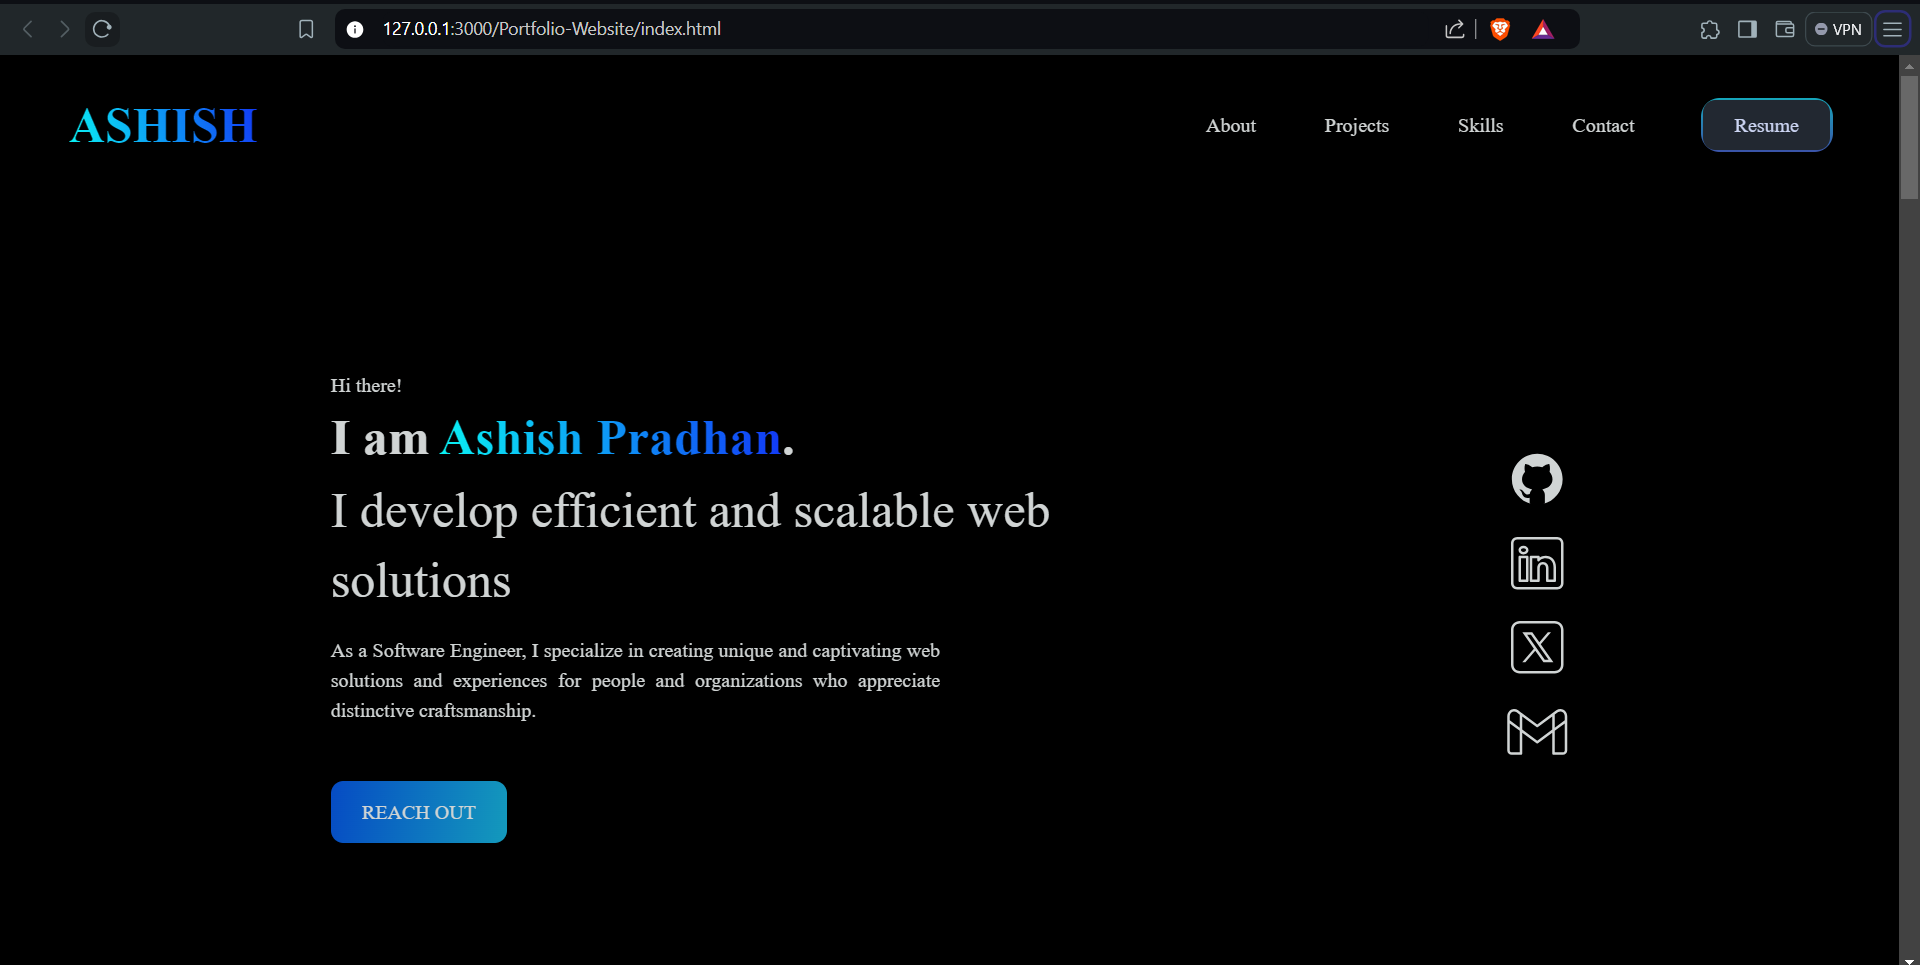 127.0.0.1:3000/Portfolio-Website/index.html
VPN
ASHISH
About
Projects
Skills
Contact
Resume
Hi there!
I am Ashish Pradhan.
I develop efficient and scalable web
solutions
As a Software Engineer, I specialize in creating unique and captivating web
solutions and experiences for people and organizations who appreciate
distinctive craftsmanship.
in
X
REACH OUT